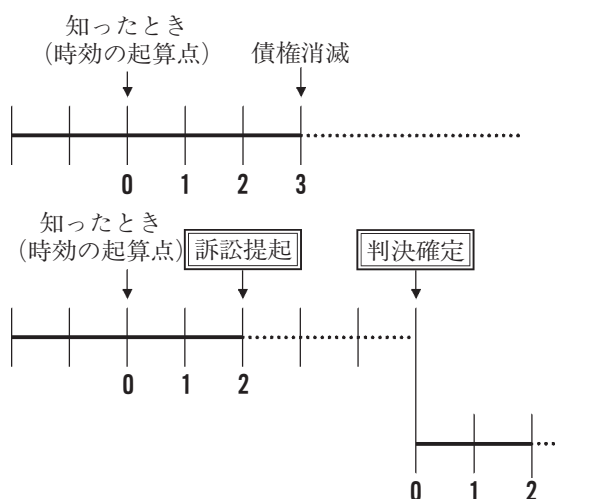 知ったとき
(時効の起算点) 債権消滅
0 1 2 3
知ったとき
(時効の起算点) 訴訟提起 判決確定
0 1 2
0 1 2